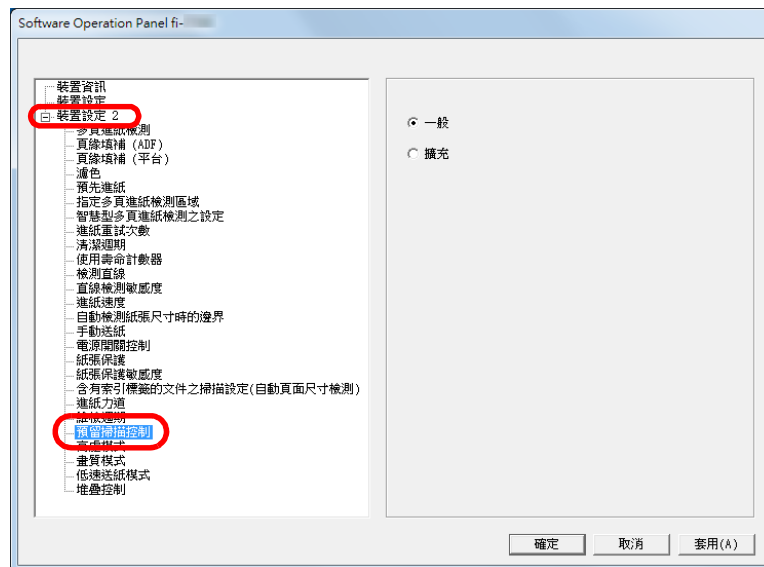 Software Operation Panel fi-
裝置資訊
裝置設定
裝置設定 2
多頁進紙檢測
頁緣填補 (ADF)
頁緣填補 (平台)
濾色
預先進紙
指定多頁進紙檢測區域
智慧型多頁進紙檢測之設定
進紙重試次數
清潔週期
使用壽命計數器
檢測直線
直線檢測敏感度
進紙速度
自動檢測紙張尺寸時的邊界
手動送紙
電源開關控制
紙張保護
紙張保護敏感度
含有索引標籤的文件之掃描設定(自動頁面尺寸檢測)
進紙力道
維修週期
預留掃描控制
高處模式
畫質模式
低速送紙模式
堆疊控制
一般
擴充
確定 取消 套用(A)